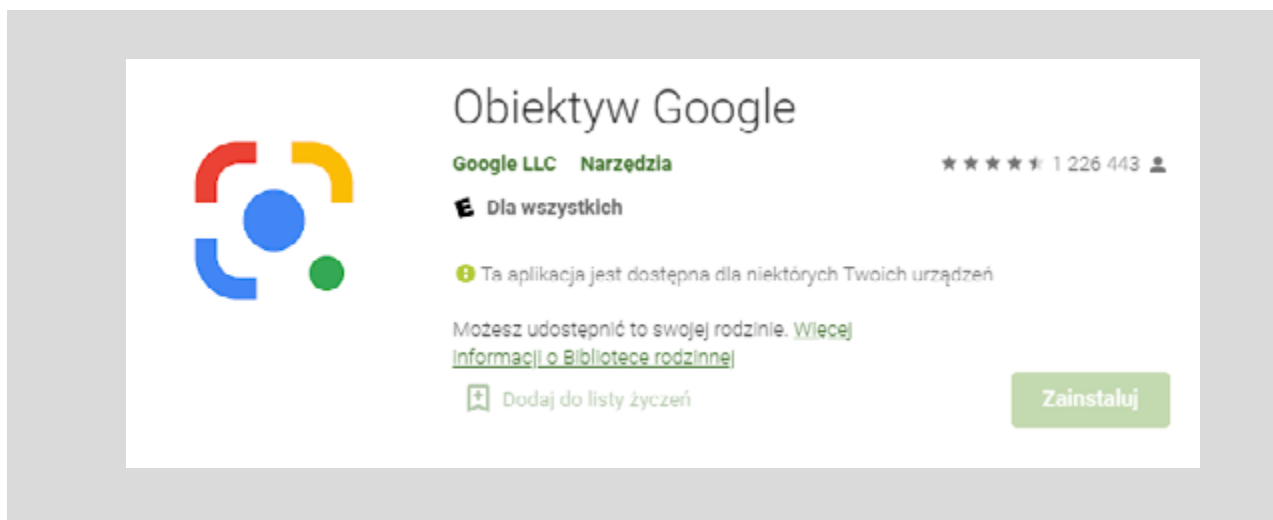 Obiektyw Google
Google LLC Narzędzia 1 226 443
E Dla wszystkich
Ta aplikacja jest dostępna dla niektórych Twoich urządzeń
Możesz udostępnić to swojej rodzinie. Więcej
informacji o Bibliotece rodzinnej
Dodaj do listy życzeń
Zainstaluj